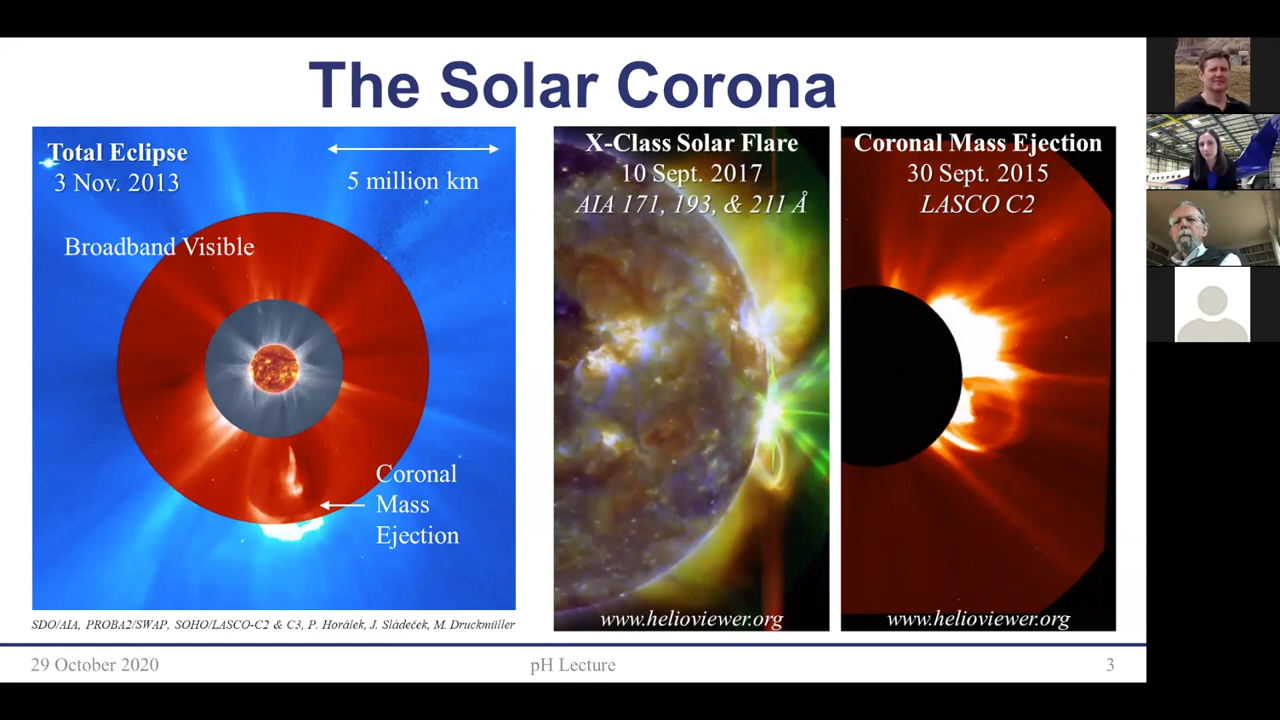 The Solar Corona
Total Eclipse
3 Nov. 2013
5 million km
Broadband Visible
Coronal
Mass
Ejection
SDO/AIA, PROBA2/SWAP, SOHO/LASCO-C2 & C3, P. Horálek, J. Sládeček, M. Druckmüller
X-Class Solar Flare
10 Sept. 2017
AIA 171, 193, & 211 Å
www.helioviewer.org
Coronal Mass Ejection
30 Sept. 2015
LASCO C2
www.helioviewer.org
29 October 2020
pH Lecture
3